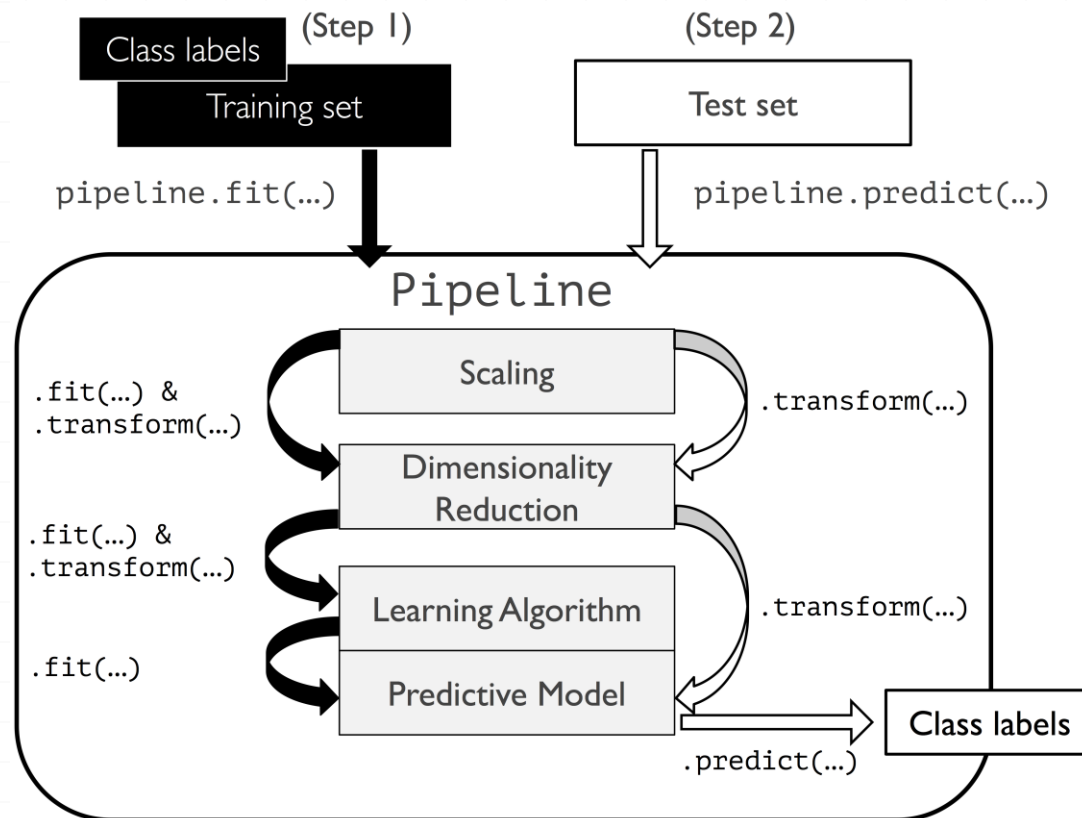 (Step 1)
Class labels
Training set
pipeline.fit(…)
(Step 2)
Test set
pipeline.predict(…)
Pipeline
Scaling
.fit(…) &
.transform(…)
.transform(…)
Dimensionality
Reduction
.fit(…) &
.transform(…)
.transform(…)
Learning Algorithm
.fit(…)
Predictive Model
.predict(…)
Class labels